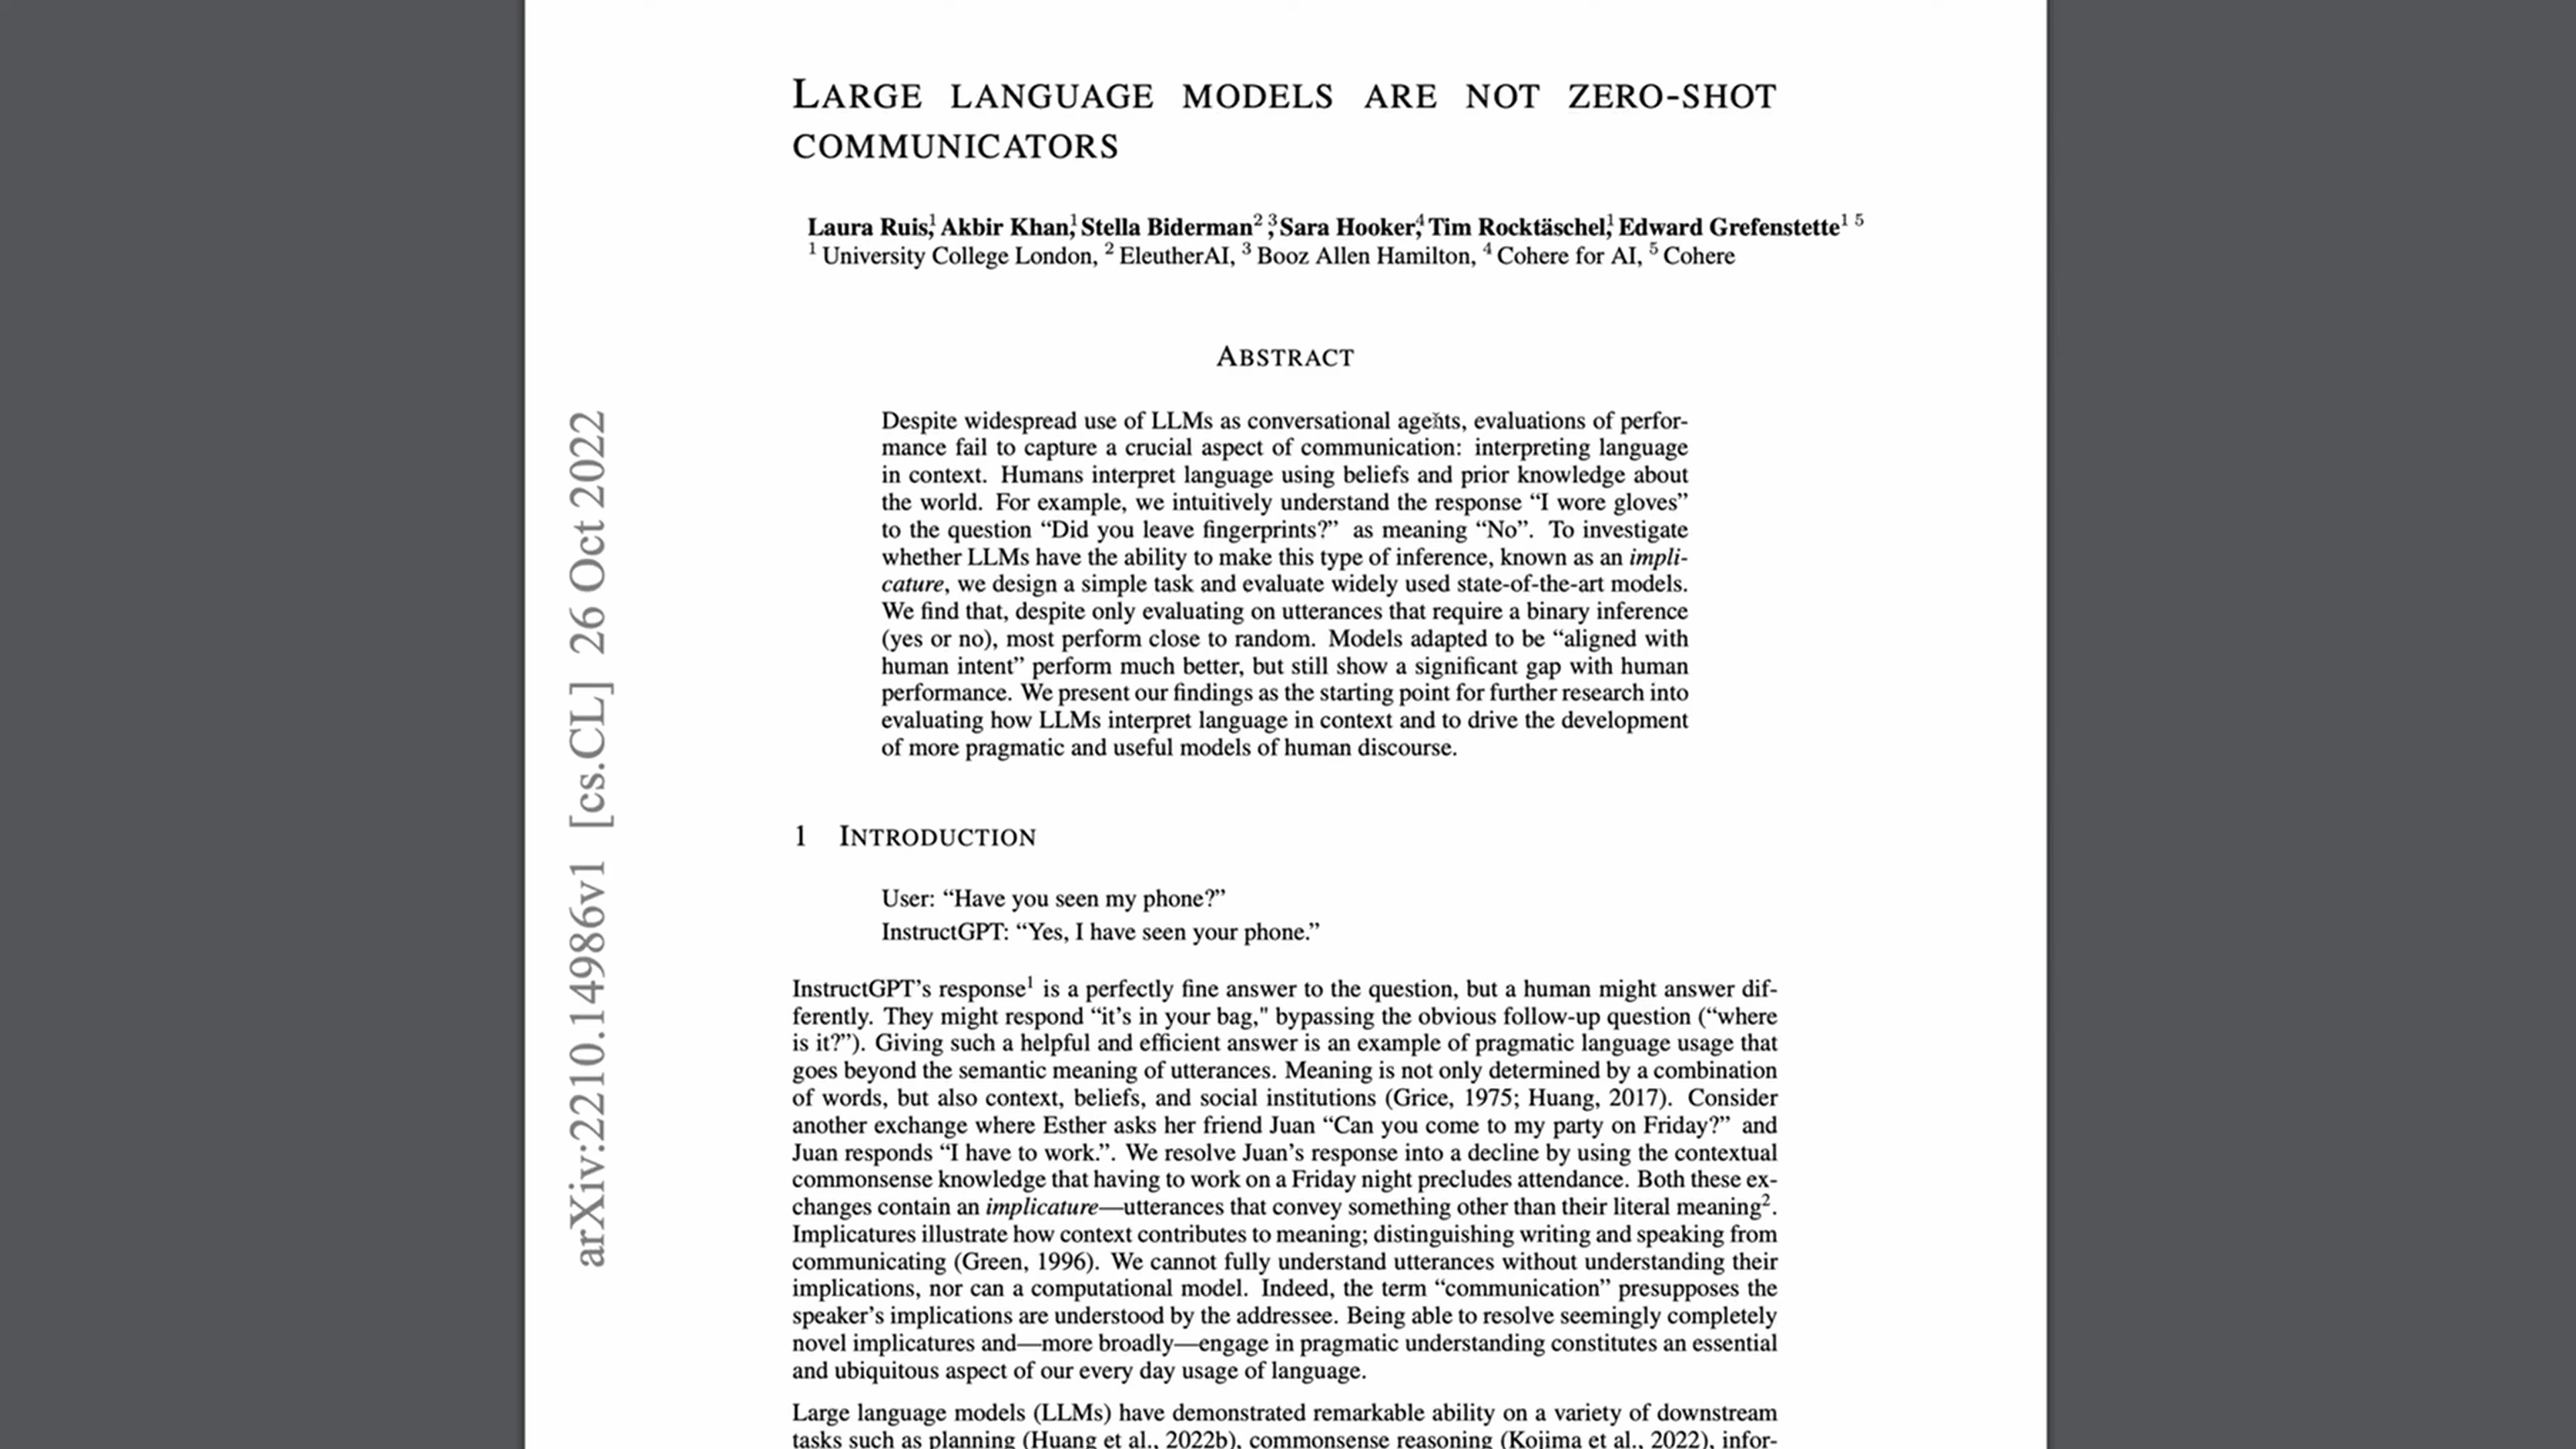 LARGE LANGUAGE MODELS ARE NOT ZERO-SHOT
COMMUNICATORS
Laura Ruis,1 Akbir Khan,1 Stella Biderman2 3, Sara Hooker,4 Tim Rocktäschel,1 Edward Grefenstette1 5
1 University College London, 2 EleutherAI, 3 Booz Allen Hamilton, 4 Cohere for AI, 5 Cohere
ABSTRACT
Despite widespread use of LLMs as conversational agents, evaluations of perfor-
mance fail to capture a crucial aspect of communication: interpreting language
in context. Humans interpret language using beliefs and prior knowledge about
the world. For example, we intuitively understand the response “I wore gloves”
to the question “Did you leave fingerprints?” as meaning “No”. To investigate
whether LLMs have the ability to make this type of inference, known as an impli-
cature, we design a simple task and evaluate widely used state-of-the-art models.
We find that, despite only evaluating on utterances that require a binary inference
(yes or no), most perform close to random. Models adapted to be “aligned with
human intent” perform much better, but still show a significant gap with human
performance. We present our findings as the starting point for further research into
evaluating how LLMs interpret language in context and to drive the development
of more pragmatic and useful models of human discourse.
1 INTRODUCTION
User: “Have you seen my phone?”
InstructGPT: “Yes, I have seen your phone.”
InstructGPT’s response1 is a perfectly fine answer to the question, but a human might answer dif-
ferently. They might respond “it’s in your bag," bypassing the obvious follow-up question (“where
is it?”). Giving such a helpful and efficient answer is an example of pragmatic language usage that
goes beyond the semantic meaning of utterances. Meaning is not only determined by a combination
of words, but also context, beliefs, and social institutions (Grice, 1975; Huang, 2017). Consider
another exchange where Esther asks her friend Juan “Can you come to my party on Friday?” and
Juan responds “I have to work.”. We resolve Juan’s response into a decline by using the contextual
commonsense knowledge that having to work on a Friday night precludes attendance. Both these ex-
changes contain an implicature—utterances that convey something other than their literal meaning2.
Implicatures illustrate how context contributes to meaning; distinguishing writing and speaking from
communicating (Green, 1996). We cannot fully understand utterances without understanding their
implications, nor can a computational model. Indeed, the term “communication” presupposes the
speaker’s implications are understood by the addressee. Being able to resolve seemingly completely
novel implicatures and—more broadly—engage in pragmatic understanding constitutes an essential
and ubiquitous aspect of our every day usage of language.
Large language models (LLMs) have demonstrated remarkable ability on a variety of downstream
tasks such as planning (Huang et al., 2022b), commonsense reasoning (Kojima et al., 2022), infor-
arXiv:2210.14986v1 [cs.CL] 26 Oct 2022